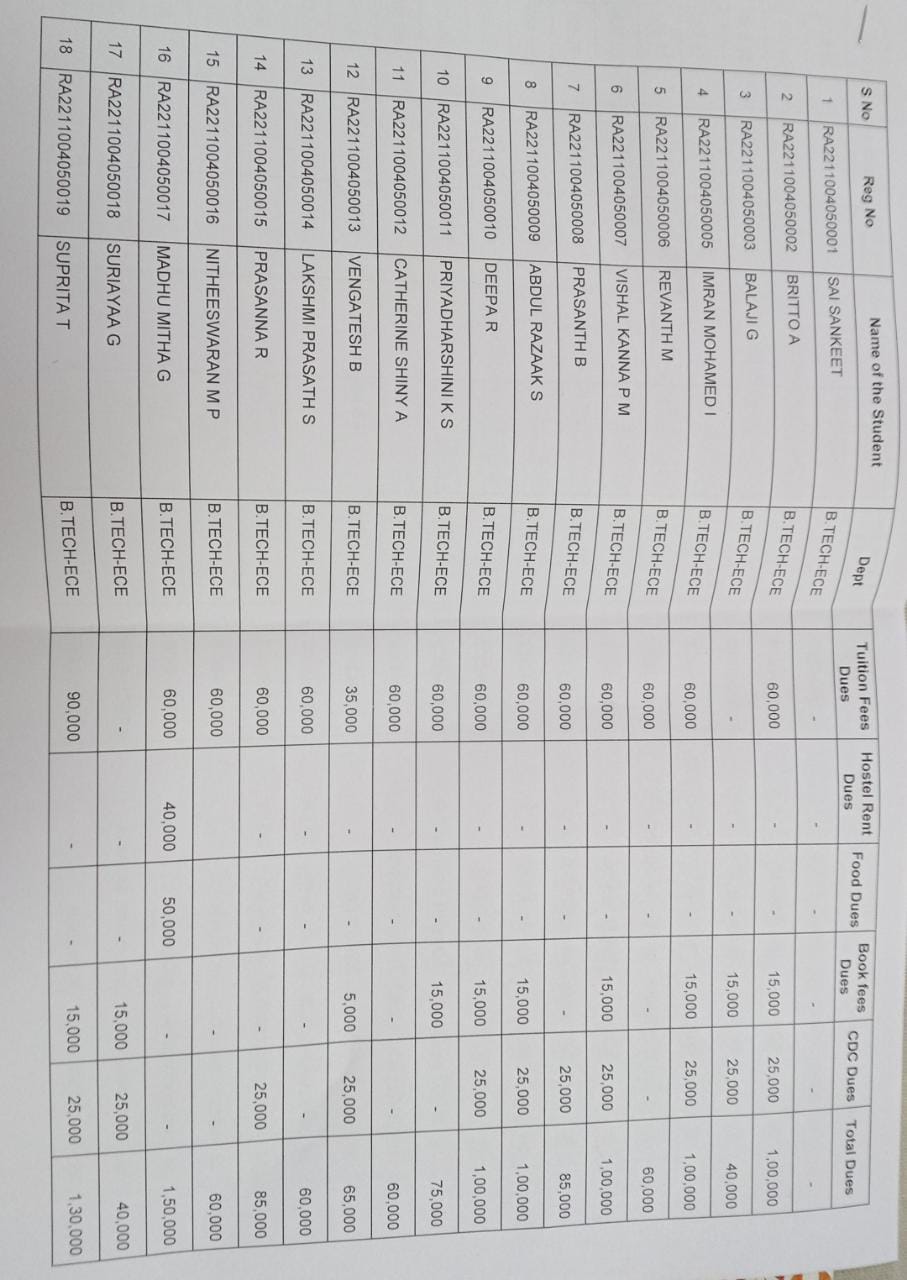 S No Reg No Name of the Student Dept Tuition Fees Dues Hostel Rent Dues Food Dues Book fees Dues CDC Dues Total Dues
1 RA2211004050001 SAI SANKEET B.TECH-ECE - - - - - -
2 RA2211004050002 BRITTO A B.TECH-ECE 60,000 - - 15,000 25,000 1,00,000
3 RA2211004050003 BALAJI G B.TECH-ECE - - - 15,000 25,000 40,000
4 RA2211004050005 IMRAN MOHAMED I B.TECH-ECE 60,000 - - 15,000 25,000 1,00,000
5 RA2211004050006 REVANTH M B.TECH-ECE 60,000 - - - - 60,000
6 RA2211004050007 VISHAL KANNA P M B.TECH-ECE 60,000 - - 15,000 25,000 1,00,000
7 RA2211004050008 PRASANTH B B.TECH-ECE 60,000 - - - 25,000 85,000
8 RA2211004050009 ABDUL RAZAAK S B.TECH-ECE 60,000 - - 15,000 25,000 1,00,000
9 RA2211004050010 DEEPA R B.TECH-ECE 60,000 - - 15,000 25,000 1,00,000
10 RA2211004050011 PRIYADHARSHINI K S B.TECH-ECE 60,000 - - 15,000 - 75,000
11 RA2211004050012 CATHERINE SHINY A B.TECH-ECE 60,000 - - - - 60,000
12 RA2211004050013 VENGATESH B B.TECH-ECE 35,000 - - 5,000 25,000 65,000
13 RA2211004050014 LAKSHMI PRASATH S B.TECH-ECE 60,000 - - - - 60,000
14 RA2211004050015 PRASANNA R B.TECH-ECE 60,000 - - - 25,000 85,000
15 RA2211004050016 NITHEESWARAN M P B.TECH-ECE 60,000 - - 60,000
16 RA2211004050017 MADHU MITHA G B.TECH-ECE 60,000 40,000 50,000 - - 1,50,000
17 RA2211004050018 SURIAYAA G B.TECH-ECE - - - 15,000 25,000 40,000
18 RA2211004050019 SUPRITA T B.TECH-ECE 90,000 - - 15,000 25,000 1,30,000